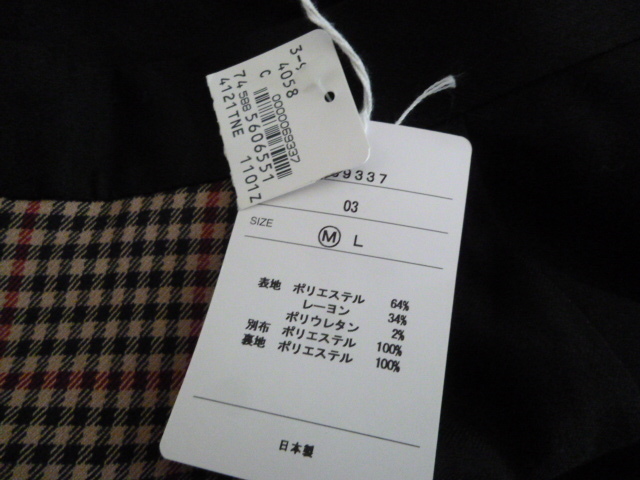 3-5
4058
C 0000069337
74 588 5606551
4121TNE 1101Z
69337
03
SIZE M L
表地 ポリエステル 64%
レーヨン 34%
ポリウレタン 2%
別布 ポリエステル 100%
裏地 ポリエステル 100%
日本製